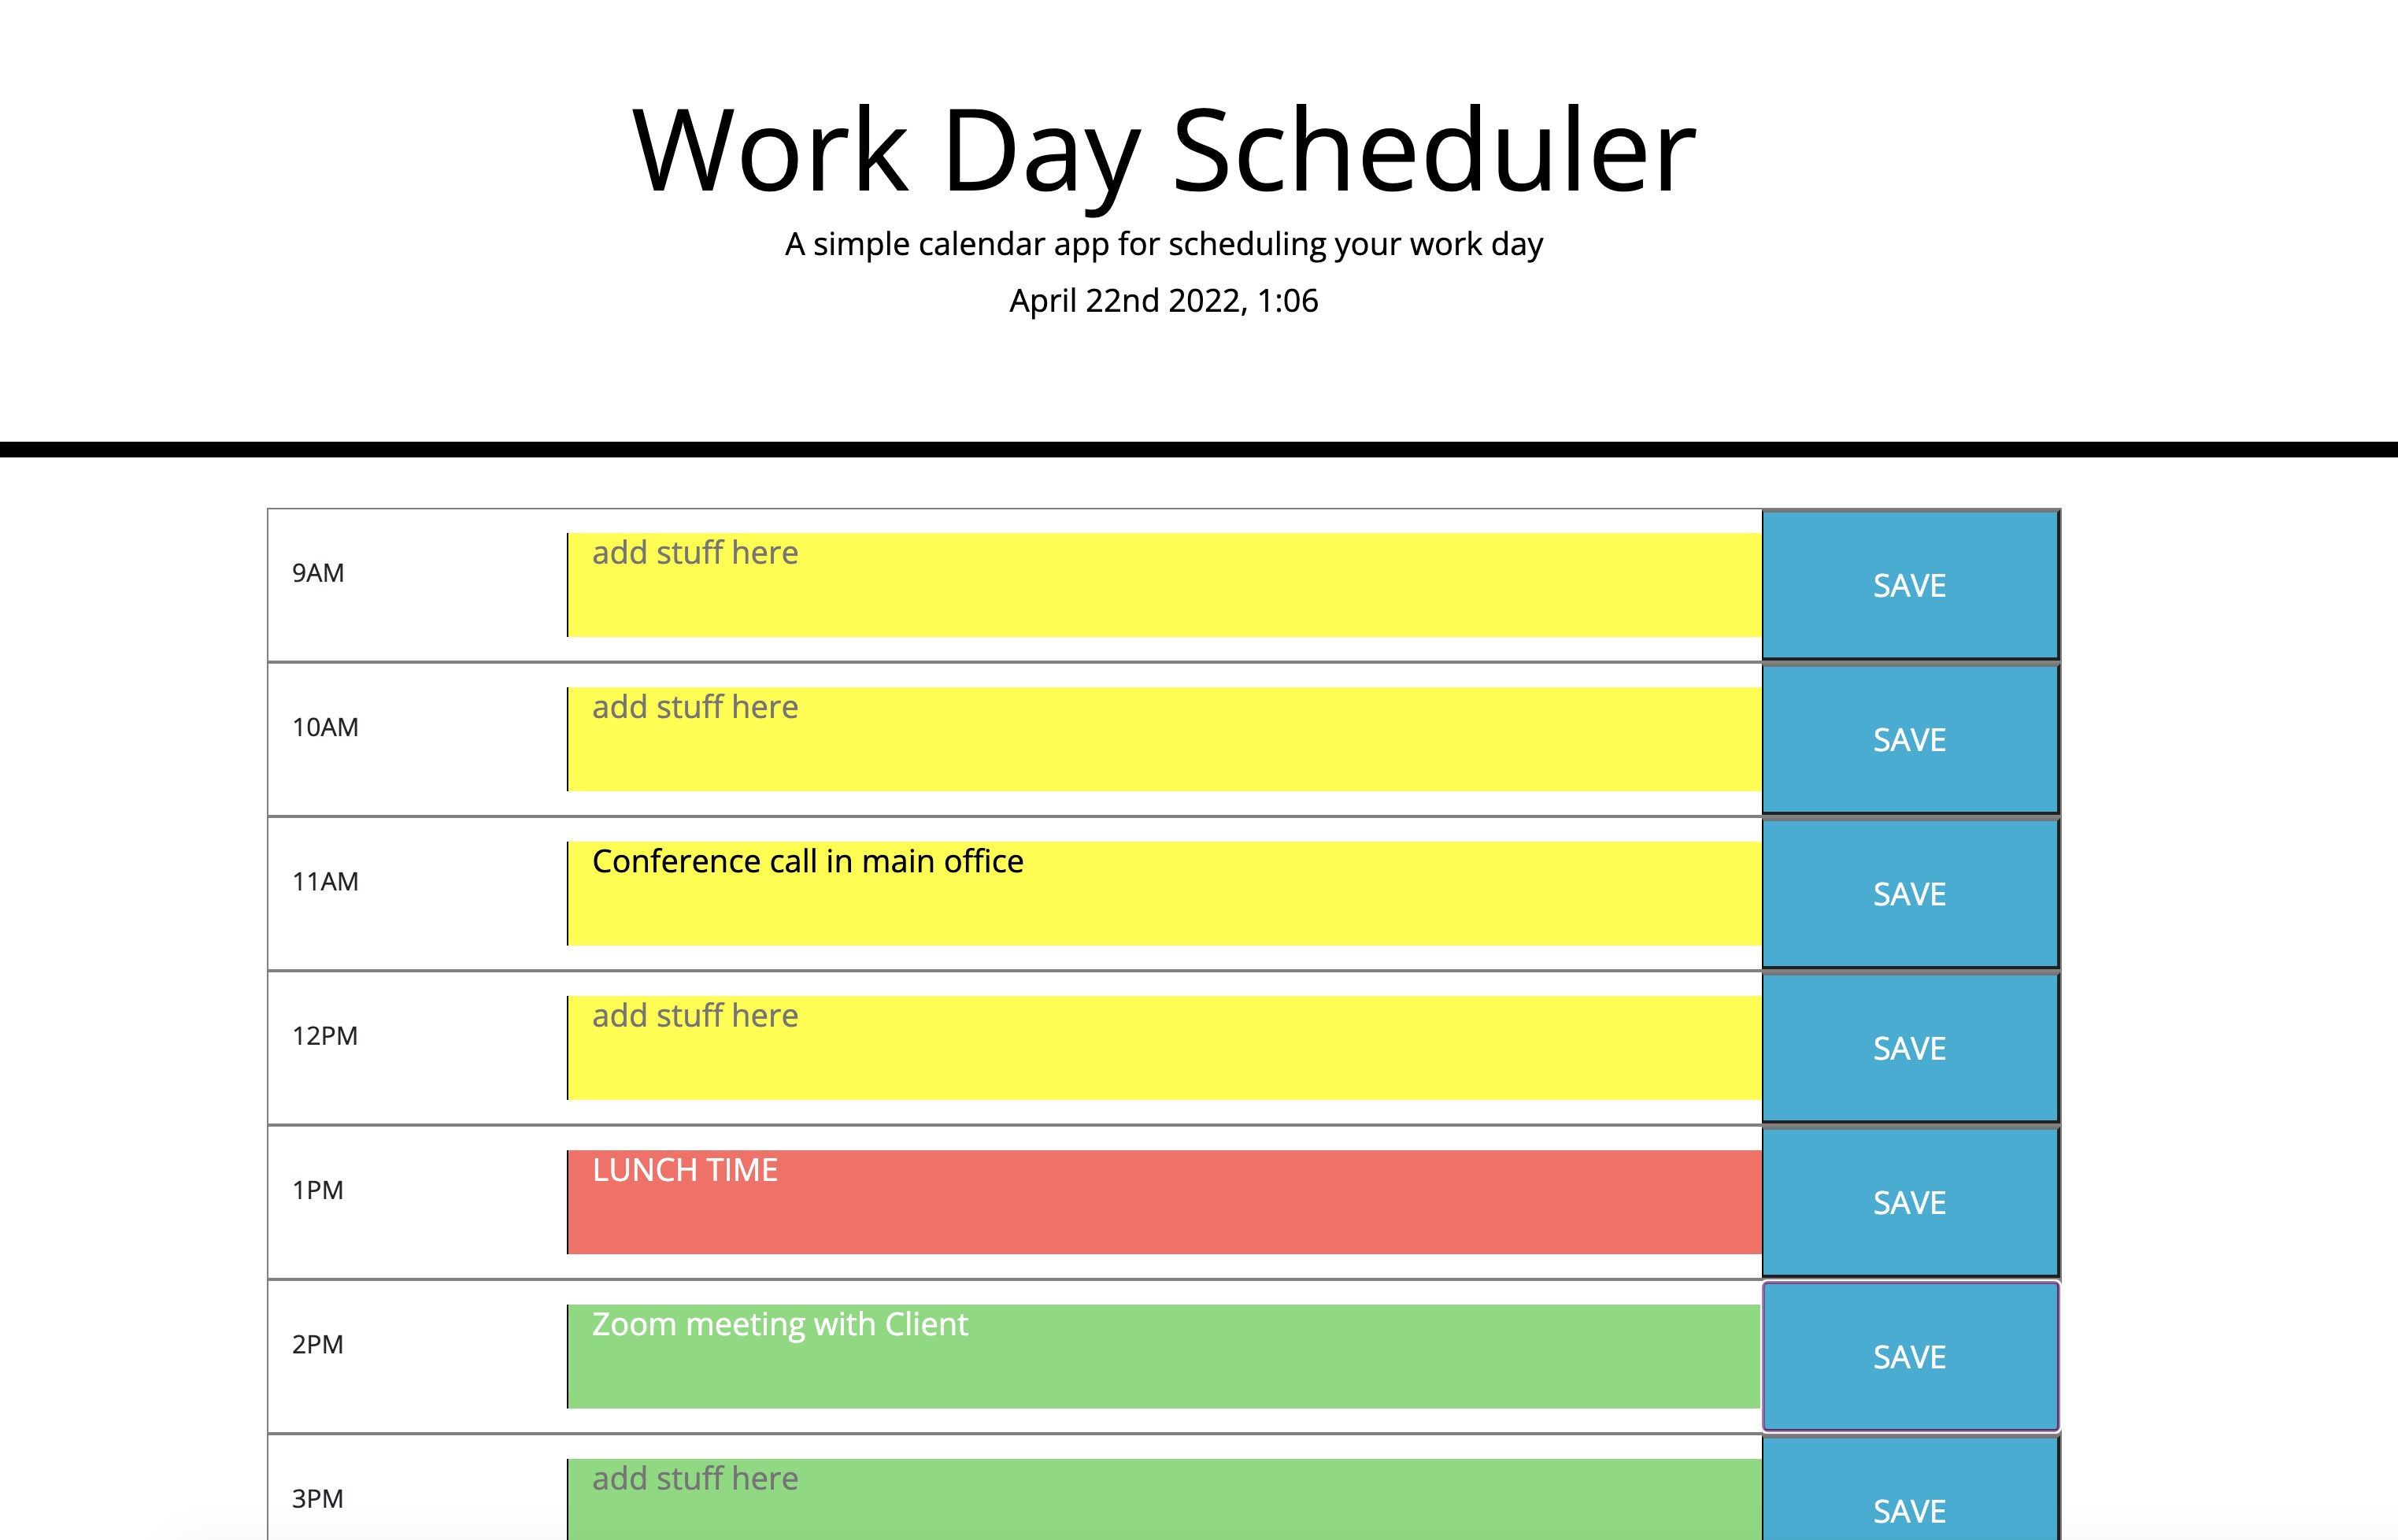 Work Day Scheduler
A simple calendar app for scheduling your work day
April 22nd 2022, 1:06
9AM add stuff here SAVE
10AM add stuff here SAVE
11AM Conference call in main office SAVE
12PM add stuff here SAVE
1PM LUNCH TIME SAVE
2PM Zoom meeting with Client SAVE
3PM add stuff here SAVE